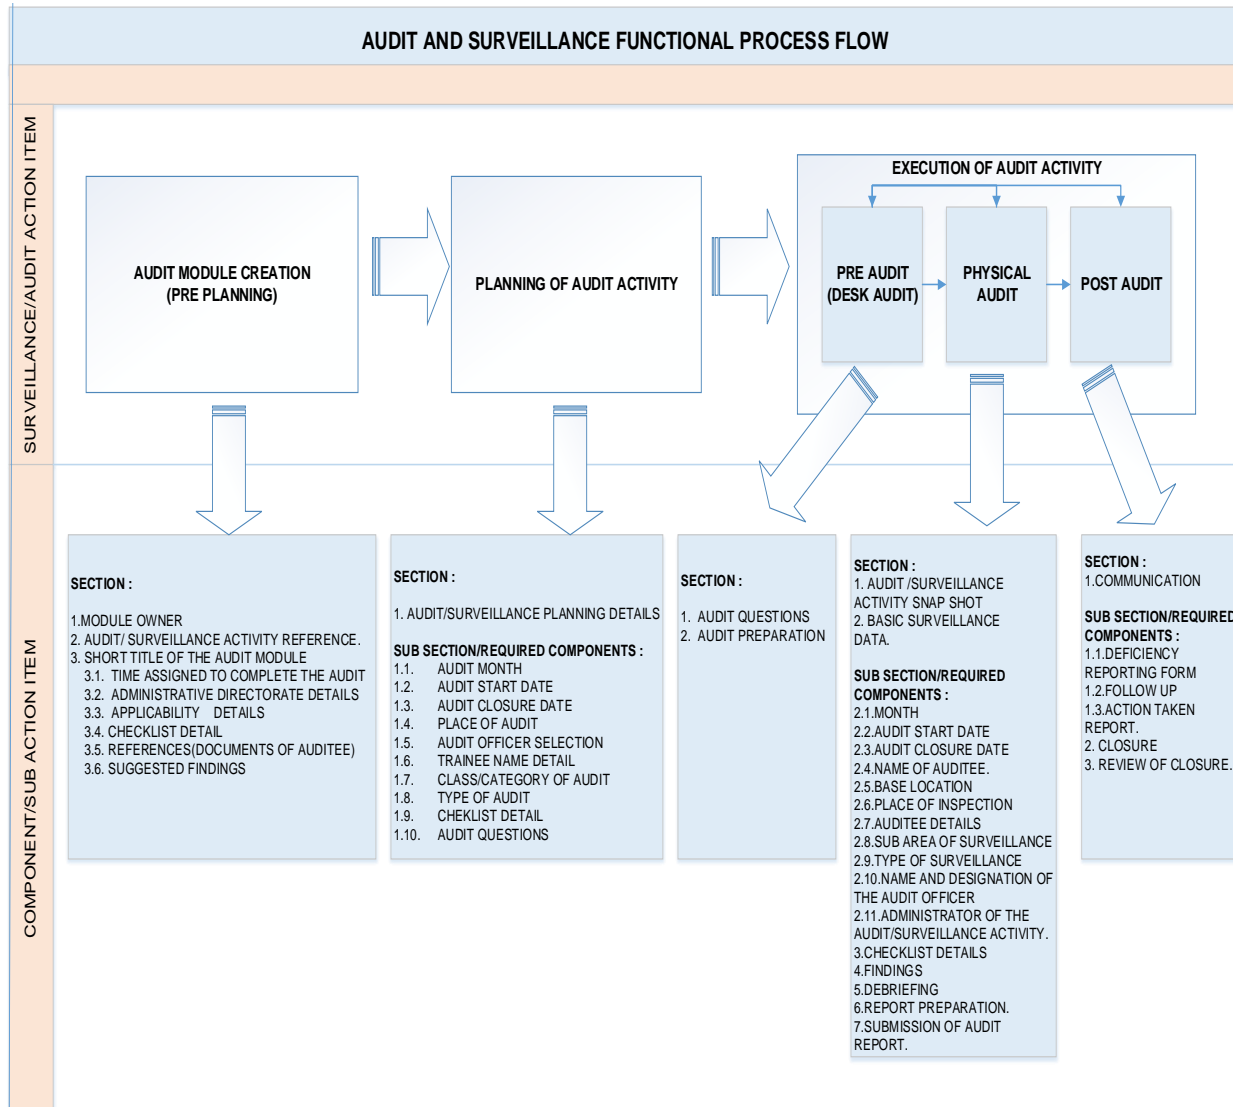 AUDIT AND SURVEILLANCE FUNCTIONAL PROCESS FLOW
SURVEILLANCE/AUDIT ACTION ITEM
AUDIT MODULE CREATION
(PRE PLANNING)
PLANNING OF AUDIT ACTIVITY
EXECUTION OF AUDIT ACTIVITY
PRE AUDIT
(DESK AUDIT)
PHYSICAL
AUDIT
POST AUDIT
COMPONENT/SUB ACTION ITEM
SECTION :
1.MODULE OWNER
2. AUDIT/ SURVEILLANCE ACTIVITY REFERENCE.
3. SHORT TITLE OF THE AUDIT MODULE
3.1. TIME ASSIGNED TO COMPLETE THE AUDIT
3.2. ADMINISTRATIVE DIRECTORATE DETAILS
3.3. APPLICABILITY DETAILS
3.4. CHECKLIST DETAIL
3.5. REFERENCES(DOCUMENTS OF AUDITEE)
3.6. SUGGESTED FINDINGS
SECTION :
1. AUDIT/SURVEILLANCE PLANNING DETAILS
SUB SECTION/REQUIRED COMPONENTS :
1.1. AUDIT MONTH
1.2. AUDIT START DATE
1.3. AUDIT CLOSURE DATE
1.4. PLACE OF AUDIT
1.5. AUDIT OFFICER SELECTION
1.6. TRAINEE NAME DETAIL
1.7. CLASS/CATEGORY OF AUDIT
1.8. TYPE OF AUDIT
1.9. CHEKLIST DETAIL
1.10. AUDIT QUESTIONS
SECTION :
1. AUDIT QUESTIONS
2. AUDIT PREPARATION
SECTION :
1. AUDIT /SURVEILLANCE
ACTIVITY SNAP SHOT
2. BASIC SURVEILLANCE
DATA.
SUB SECTION/REQUIRED
COMPONENTS :
2.1.MONTH
2.2.AUDIT START DATE
2.3.AUDIT CLOSURE DATE
2.4.NAME OF AUDITEE.
2.5.BASE LOCATION
2.6.PLACE OF INSPECTION
2.7.AUDITEE DETAILS
2.8.SUB AREA OF SURVEILLANCE
2.9.TYPE OF SURVEILLANCE
2.10.NAME AND DESIGNATION OF
THE AUDIT OFFICER
2.11.ADMINISTRATOR OF THE
AUDIT/SURVEILLANCE ACTIVITY.
3.CHECKLIST DETAILS
4.FINDINGS
5.DEBRIEFING
6.REPORT PREPARATION.
7.SUBMISSION OF AUDIT
REPORT.
SECTION :
1.COMMUNICATION
SUB SECTION/REQUIRED
COMPONENTS :
1.1.DEFICIENCY
REPORTING FORM
1.2.FOLLOW UP
1.3.ACTION TAKEN
REPORT.
2. CLOSURE
3. REVIEW OF CLOSURE.